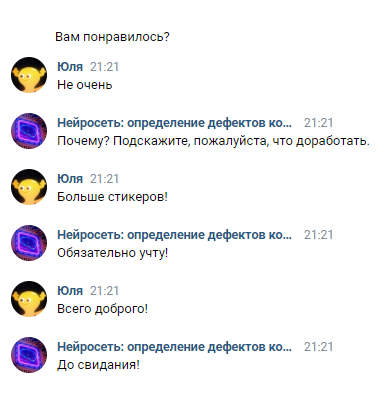 Вам понравилось?
Юля 21:21
Не очень
Нейросеть: определение дефектов ко... 21:21
Почему? Подскажите, пожалуйста, что доработать.
Юля 21:21
Больше стикеров!
Нейросеть: определение дефектов ко... 21:21
Обязательно учту!
Юля 21:21
Всего доброго!
Нейросеть: определение дефектов ко... 21:21
До свидания!